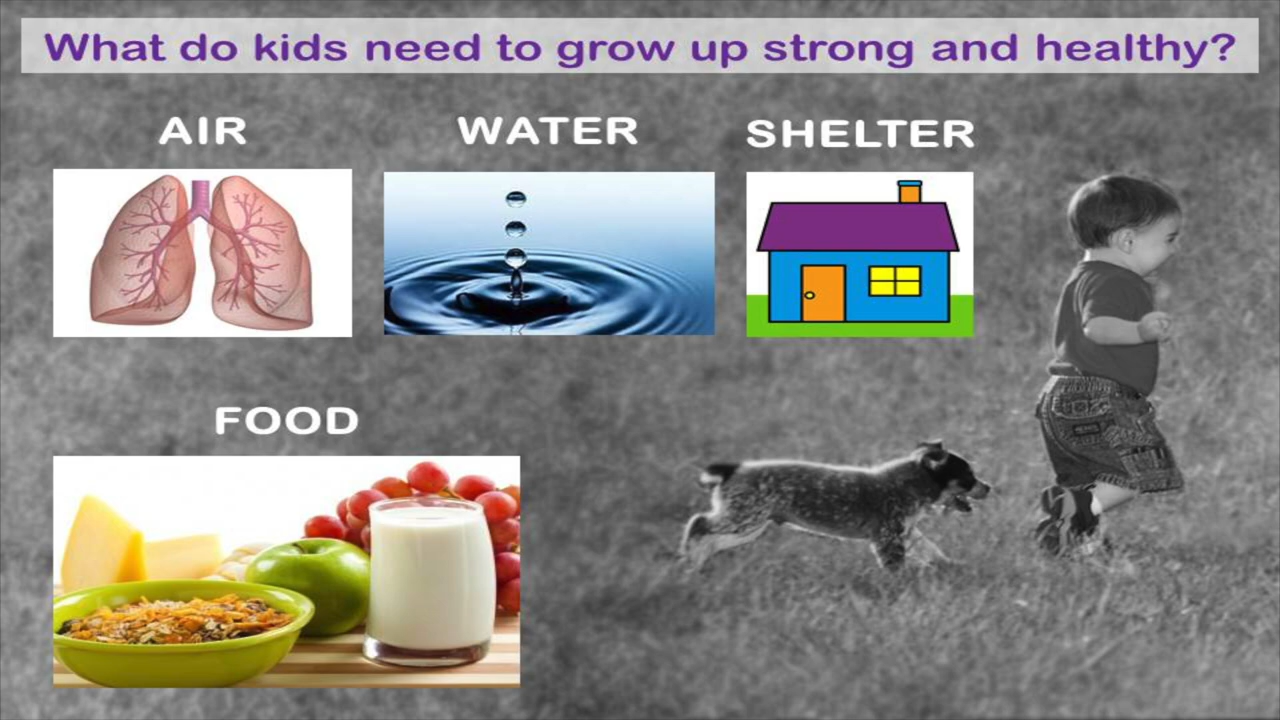 What do kids need to grow up strong and healthy?
AIR
WATER
SHELTER
FOOD